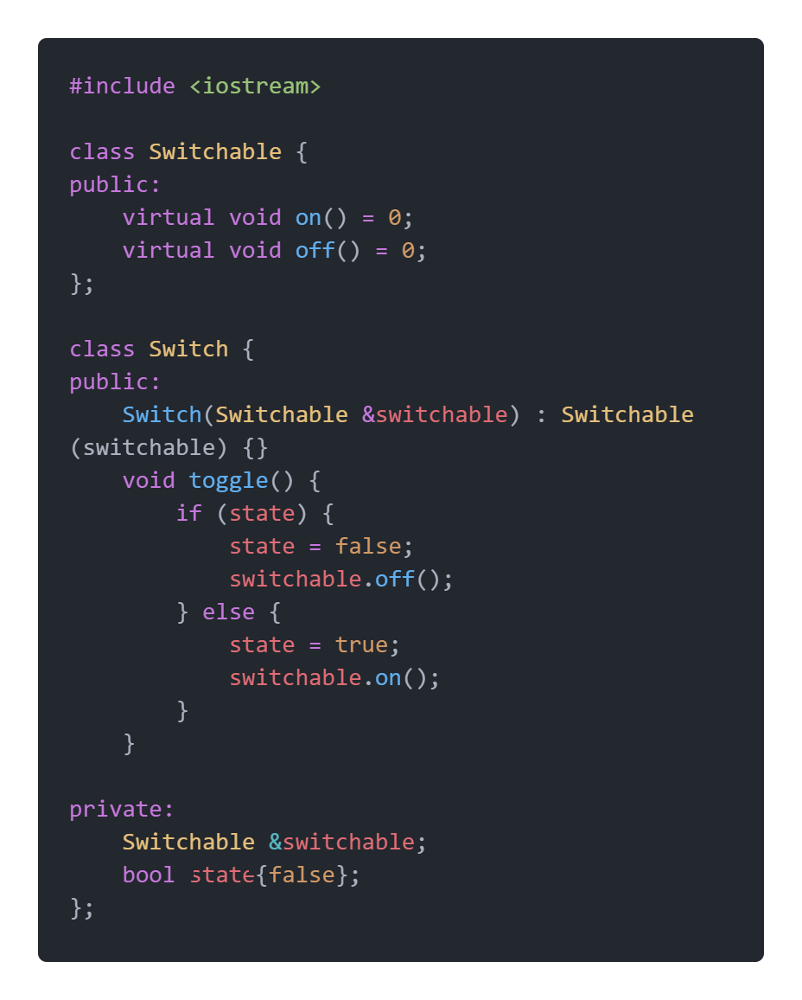 #include <iostream>

class Switchable {
public:
    virtual void on() = 0;
    virtual void off() = 0;
};

class Switch {
public:
    Switch(Switchable &switchable) : Switchable
(switchable) {}
    void toggle() {
        if (state) {
            state = false;
            switchable.off();
        } else {
            state = true;
            switchable.on();
        }
    }

private:
    Switchable &switchable;
    bool state{false};
};